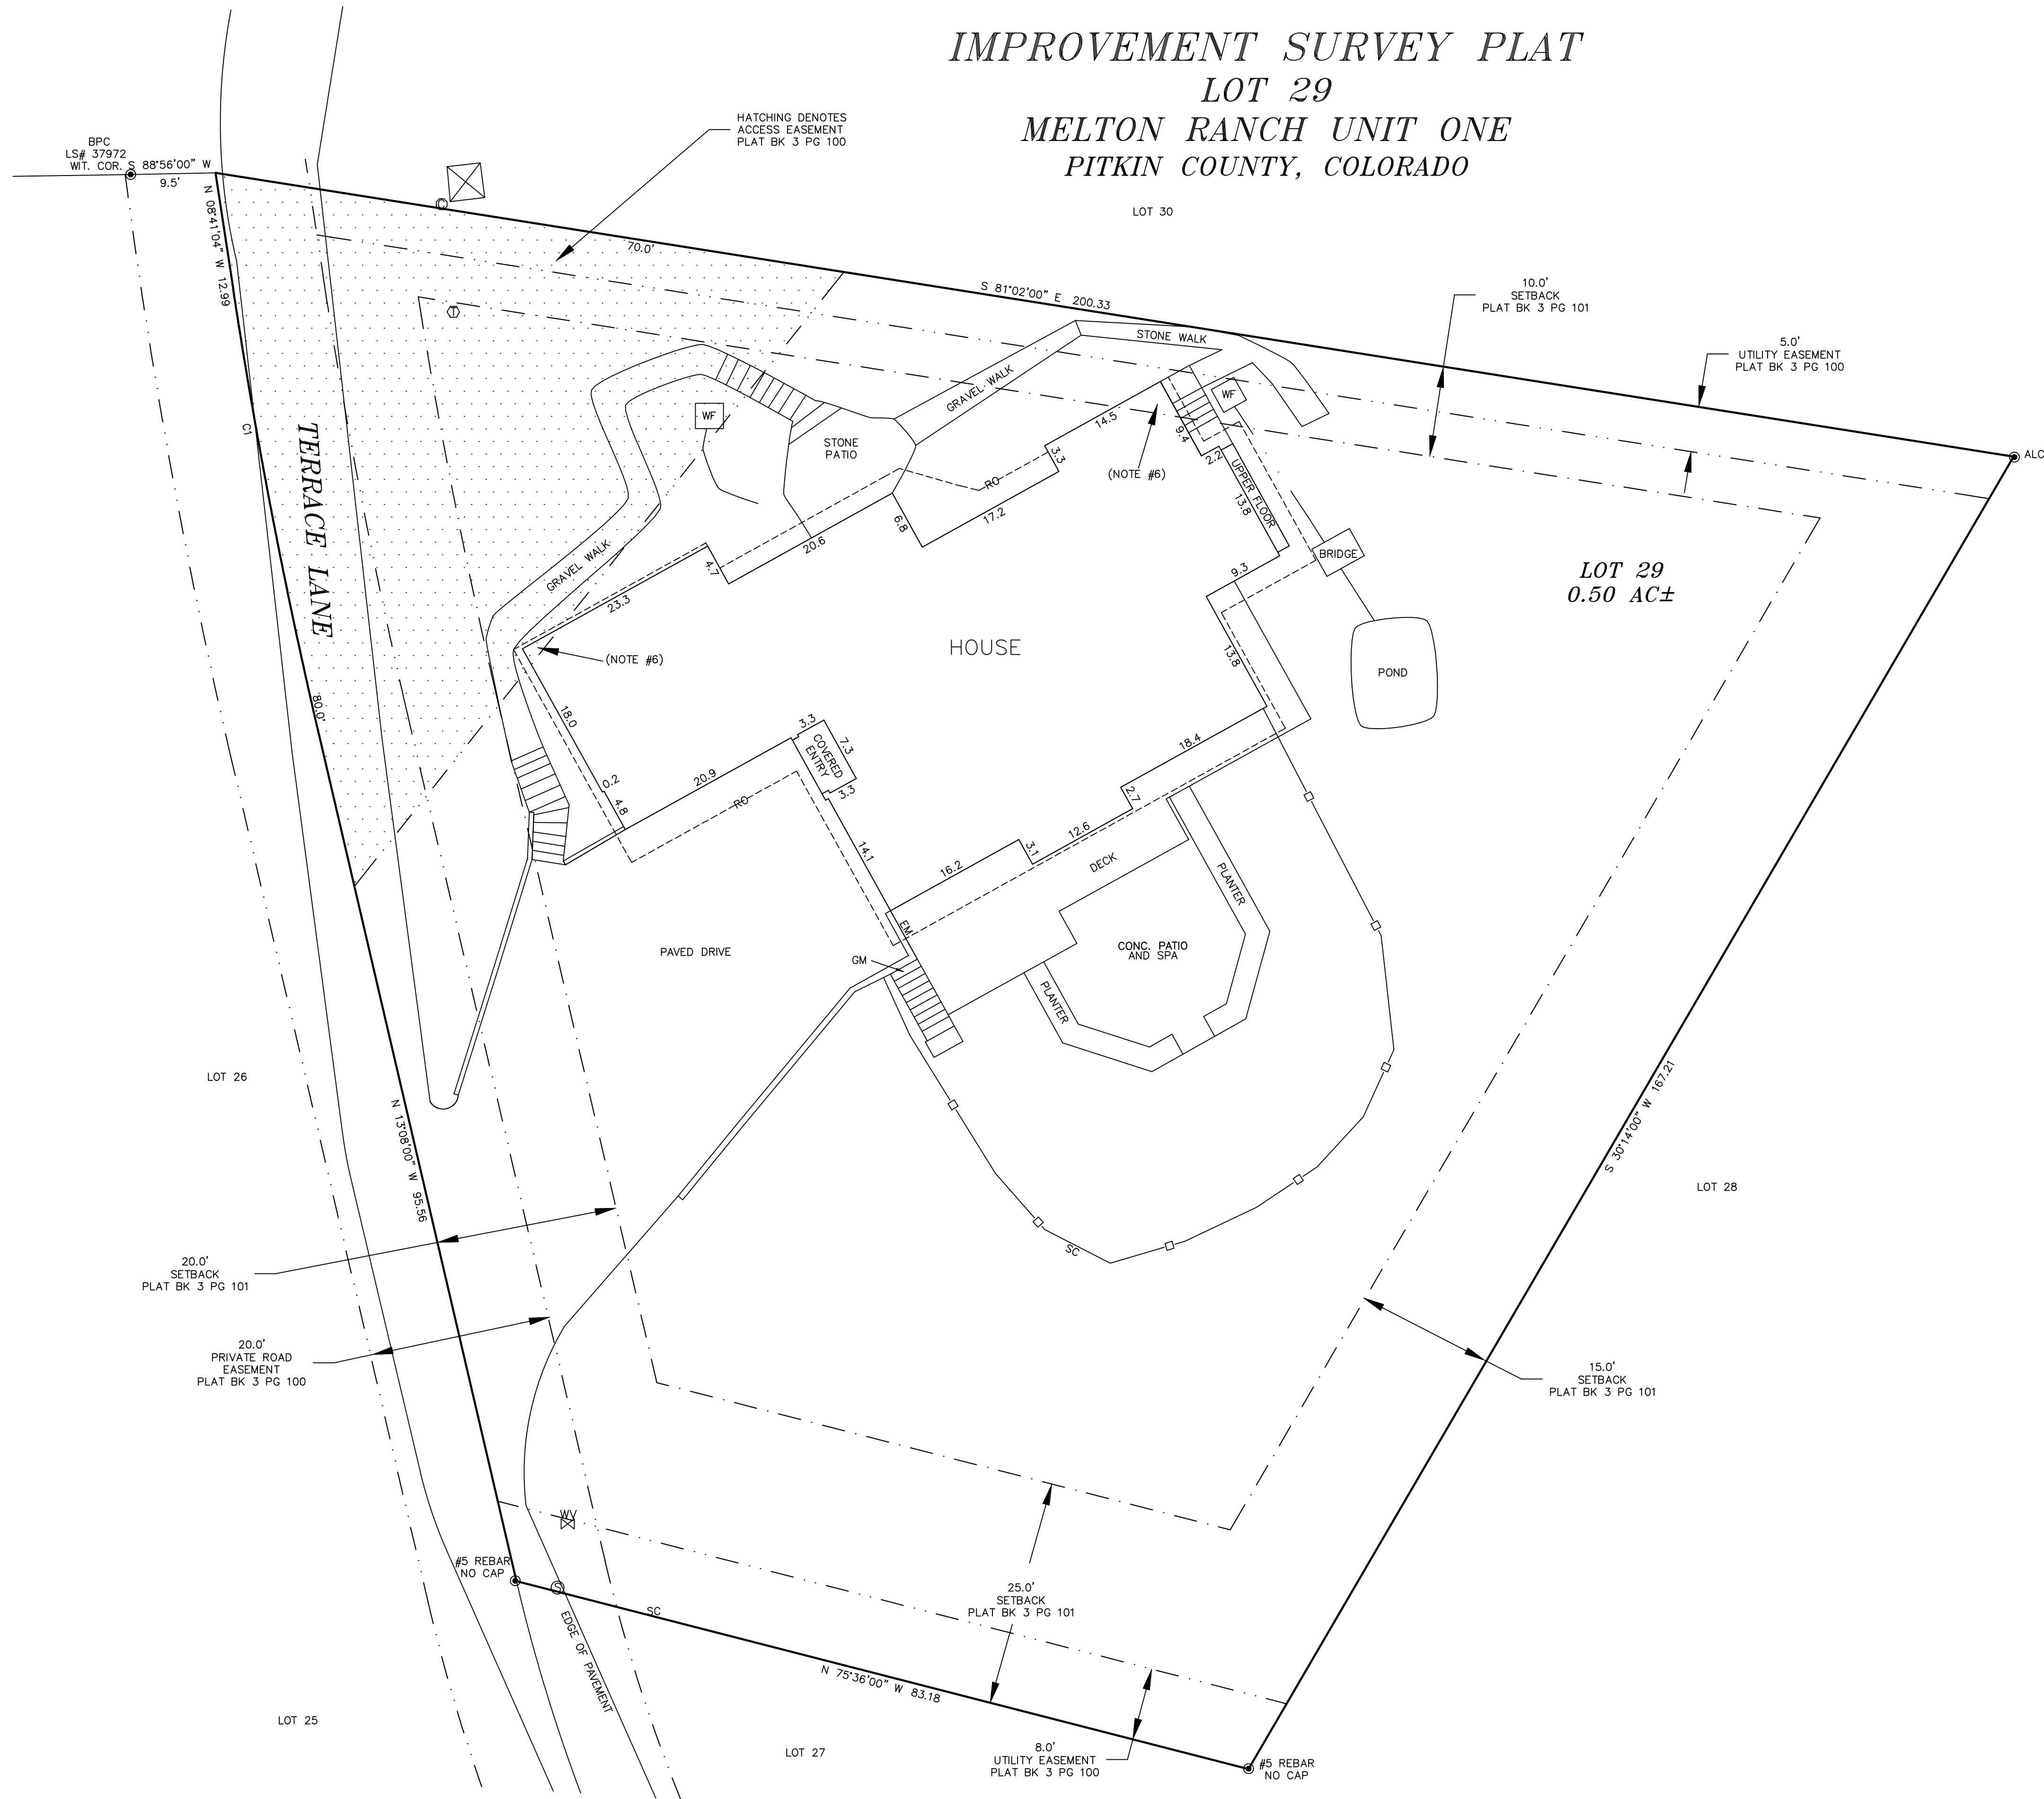 IMPROVEMENT SURVEY PLAT
LOT 29
MELTON RANCH UNIT ONE
PITKIN COUNTY, COLORADO
HATCHING DENOTES
ACCESS EASEMENT
PLAT BK 3 PG 100
BPC
LS# 37972
WIT. COR.
S 88°56'00" W
9.5'
N 08°41'04" W 12.99
C
T
70.0'
LOT 30
S 81°02'00" E 200.33
10.0'
SETBACK
PLAT BK 3 PG 101
5.0'
UTILITY EASEMENT
PLAT BK 3 PG 100
ALC
C1
TERRACE LANE
80.0'
STONE WALK
GRAVEL WALK
WF
WF
STONE
PATIO
14.5
9.4
2.2
3.3
(NOTE #6)
RO
17.2
6.8
20.6
4.7
UPPER FLOOR
13.8
BRIDGE
9.3
GRAVEL WALK
23.3
(NOTE #6)
HOUSE
LOT 29
0.50 AC±
13.8
POND
18.0
0.2
4.8
20.9
RO
3.3
COVERED
ENTRY
7.3
3.3
18.4
2.7
12.6
3.1
16.2
14.1
DECK
PLANTER
EM
GM
PAVED DRIVE
CONC. PATIO
AND SPA
PLANTER
LOT 26
N 13°08'00" W 95.56
S 30°14'00" W 167.21
LOT 28
SC
20.0'
SETBACK
PLAT BK 3 PG 101
20.0'
PRIVATE ROAD
EASEMENT
PLAT BK 3 PG 100
15.0'
SETBACK
PLAT BK 3 PG 101
WV
#5 REBAR
NO CAP
S
SC
EDGE OF PAVEMENT
25.0'
SETBACK
PLAT BK 3 PG 101
N 75°36'00" W 83.18
LOT 25
LOT 27
8.0'
UTILITY EASEMENT
PLAT BK 3 PG 100
#5 REBAR
NO CAP